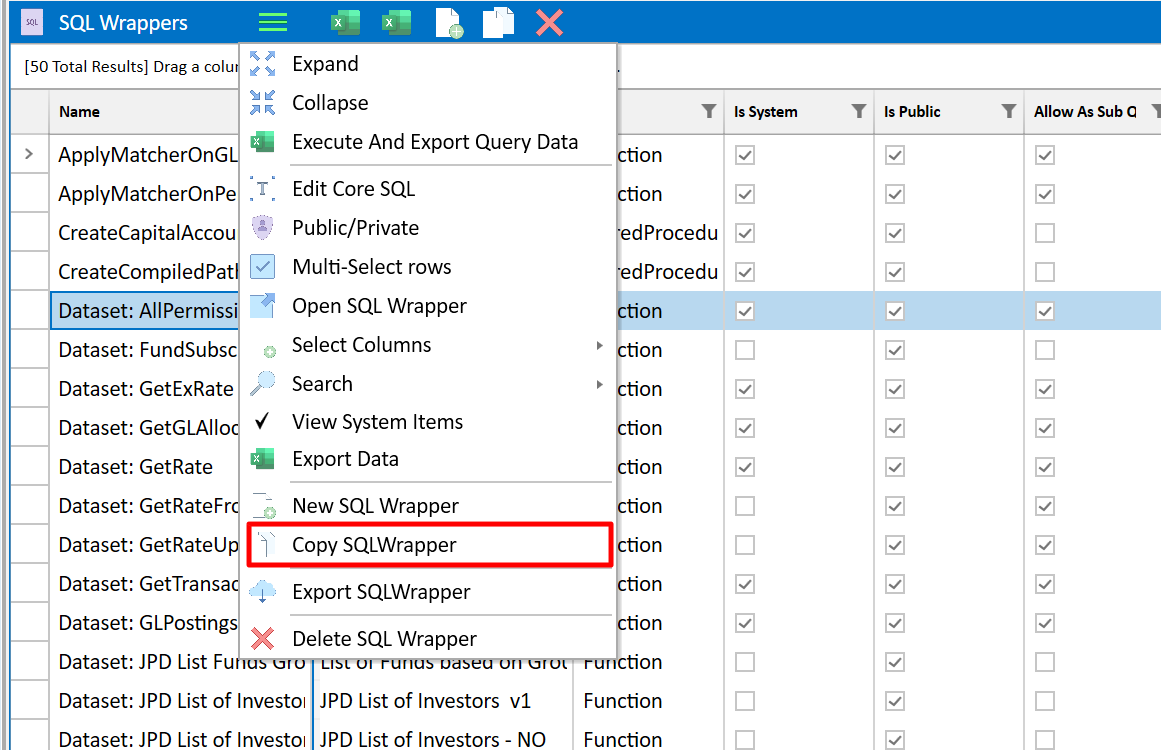 SQL SQL Wrappers
[50 Total Results] Drag a
Name Is System Is Public Allow As Sub Q
Expand
Collapse
Execute And Export Query Data
Edit Core SQL
Public/Private
Multi-Select rows
Open SQL Wrapper
Select Columns
Search
View System Items
Export Data
New SQL Wrapper
Copy SQLWrapper
Export SQLWrapper
Delete SQL Wrapper
ApplyMatcherOnGL ction
ApplyMatcherOnPe ction
CreateCapitalAccou redProcedu
CreateCompiledPath redProcedu
Dataset: AllPermissi ction
Dataset: FundSubsc ction
Dataset: GetExRate ction
Dataset: GetGLAlloc ction
Dataset: GetRate ction
Dataset: GetRateFro ction
Dataset: GetRateUp ction
Dataset: GetTransac ction
Dataset: GLPostings ction
Dataset: JPD List Funds Gro List of Funds based on Grou Function
Dataset: JPD List of Investor JPD List of Investors v1 Function
Dataset: JPD List of Investor JPD List of Investors - NO Function